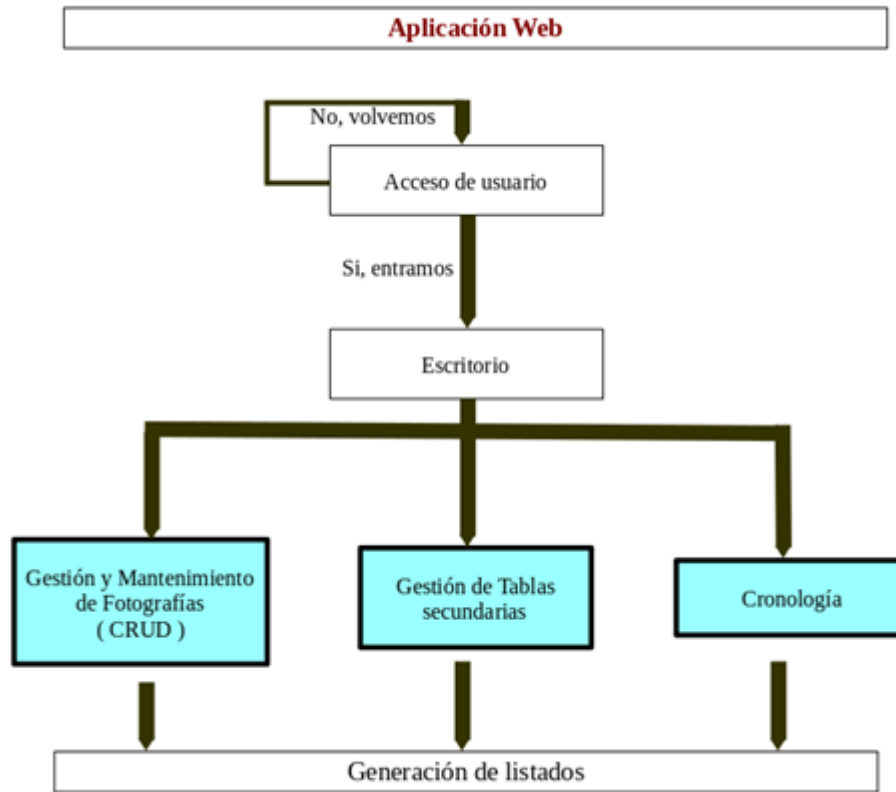 Aplicación Web
No, volvemos
Acceso de usuario
Si, entramos
Escritorio
Gestión y Mantenimiento
de Fotografías
( CRUD )
Gestión de Tablas
secundarias
Cronología
Generación de listados